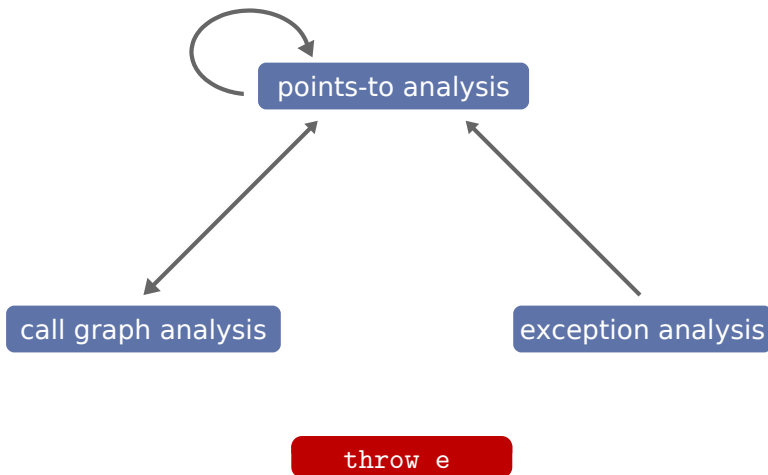 points-to analysis
call graph analysis
exception analysis
throw e